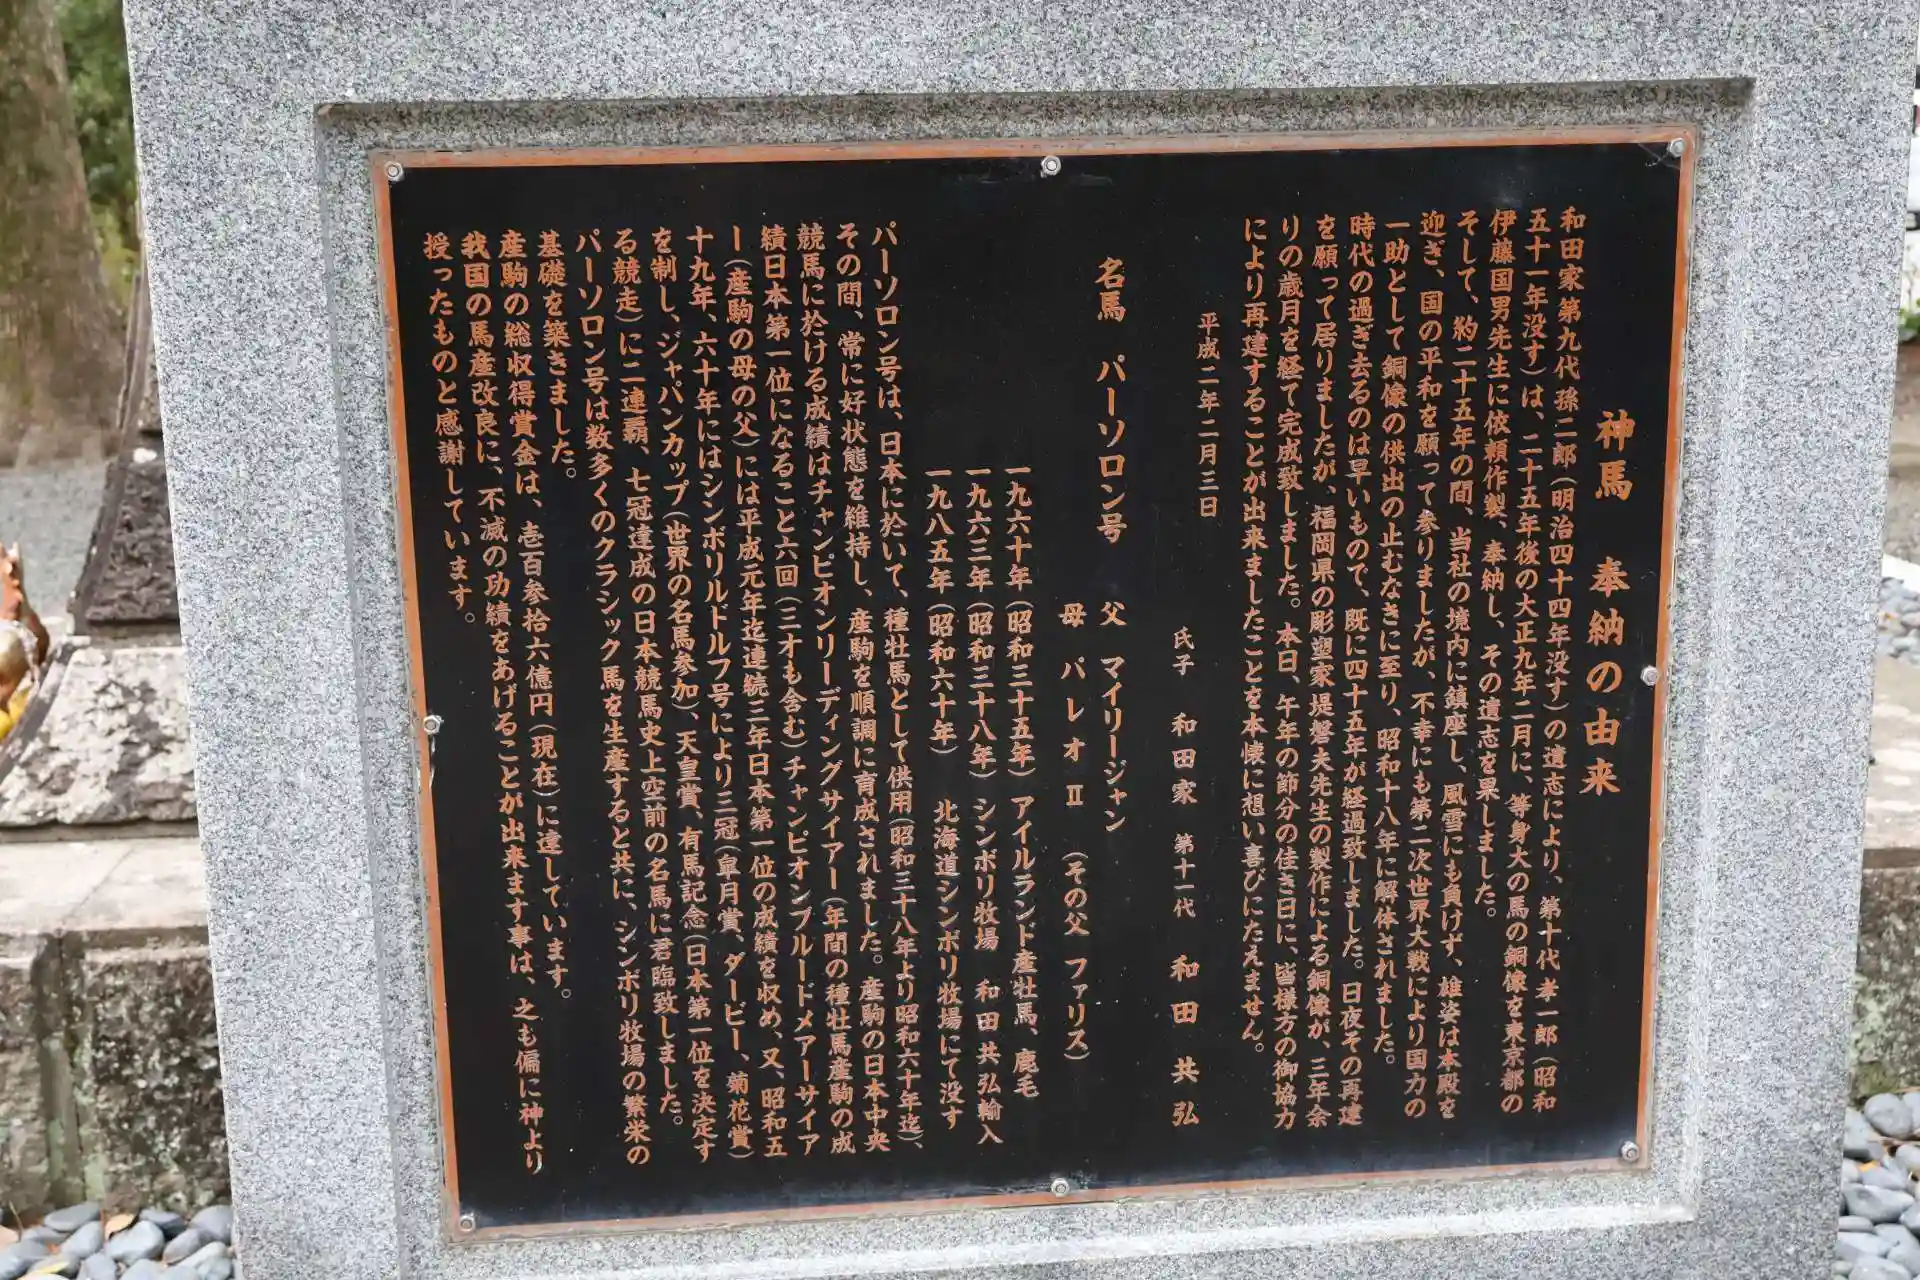 神馬　奉納の由来
和田家第九代孫二郎（明治四十四年没す）の遺志により、第十代孝一郎（昭和
五十一年没す）は、二十五年後の大正九年二月に、等身大の馬の銅像を東京都の
伊藤国男先生に依頼作製、奉納し、その遺志を果しました。
そして、約二十五年の間、当社の境内に鎮座し、風雪にも負けず、雄姿は本殿を
迎ぎ、国の平和を願って参りましたが、不幸にも第二次世界大戦により国力の
一助として銅像の供出の止むなきに至り、昭和十八年に解体されました。
時代の過ぎ去るのは早いもので、既に四十五年が経過致しました。日夜その再建
を願って居りましたが、福岡県の彫塑家堤磐夫先生の製作による銅像が、三年余
りの歳月を経て完成致しました。本日、午年の節分の佳き日に、皆様方の御協力
により再建することが出来ましたことを本懐に想い喜びにたえません。
平成二年二月三日
氏子　和田家　第十一代　和田　共弘
名馬　パーソロン号　父　マイリージャン
母　パレオⅡ　（その父　ファリス）
一九六十年（昭和三十五年）アイルランド産牡馬、鹿毛
一九六三年（昭和三十八年）シンボリ牧場　和田共弘輸入
一九八五年（昭和六十年）　北海道シンボリ牧場にて没す
パーソロン号は、日本に於いて、種牡馬として供用（昭和三十八年より昭和六十年迄）、
その間、常に好状態を維持し、産駒を順調に育成されました。産駒の日本中央
競馬に於ける成績はチャンピオンリーディングサイアー（年間の種牡馬産駒の成
績日本第一位になること六回（三才も含む）チャンピオンブルードメアーサイア
ー（産駒の母の父）には平成元年迄連続三年日本第一位の成績を収め、又、昭和五
十九年、六十年にはシンボリルドルフ号により三冠（皐月賞、ダービー、菊花賞）
を制し、ジャパンカップ（世界の名馬参加）、天皇賞、有馬記念（日本第一位を決定す
る競走）に二連覇、七冠達成の日本競馬史上空前の名馬に君臨致しました。
パーソロン号は数多くのクラシック馬を生産すると共に、シンボリ牧場の繁栄の
基礎を築きました。
産駒の総収得賞金は、壱百参拾六億円（現在）に達しています。
我国の馬産改良に、不滅の功績をあげることが出来ます事は、之も偏に神より
授ったものと感謝しています。